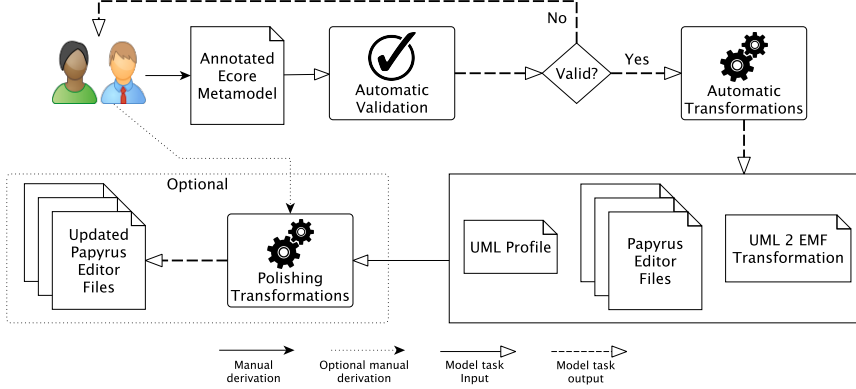 No
Annotated
Ecore
Metamodel
Automatic
Validation
Valid?
Yes
Automatic
Transformations
Optional
Updated
Papyrus
Editor
Files
Polishing
Transformations
UML Profile
Papyrus
Editor
Files
UML 2 EMF
Transformation
Manual
derivation
Optional manual
derivation
Model task
Input
Model task
output